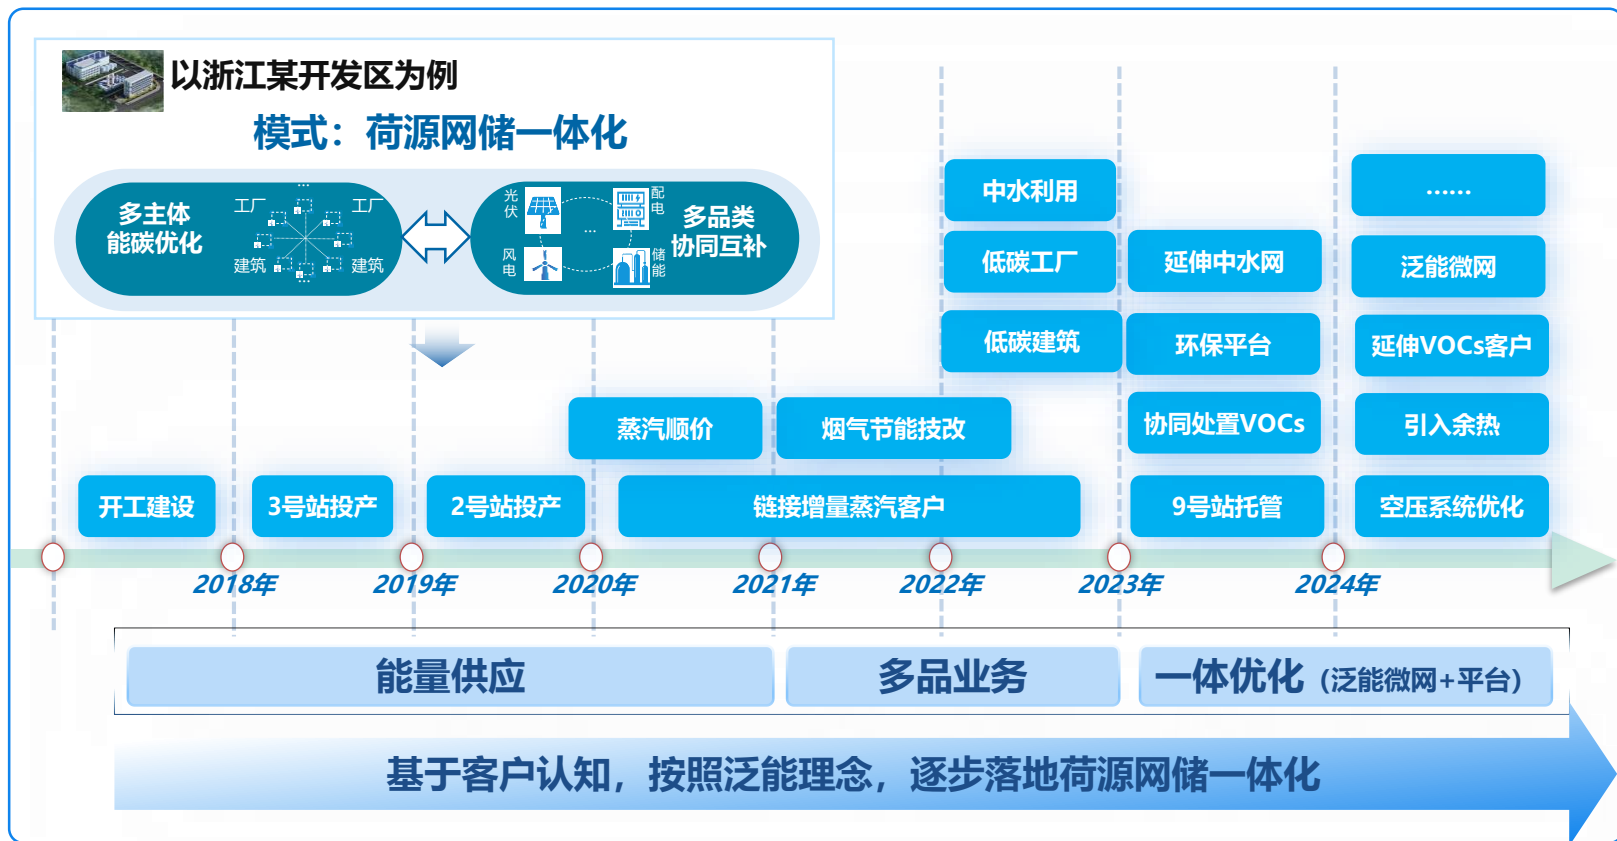 以浙江某开发区为例
模式：荷源网储一体化
多主体
能碳优化
工厂
...
工厂
建筑
...
建筑
光伏
配电
...
风电
储能
多品类
协同互补
中水利用
低碳工厂
低碳建筑
延伸中水网
环保平台
协同处置VOCs
9号站托管
......
泛能微网
延伸VOCs客户
引入余热
空压系统优化
蒸汽顺价
烟气节能技改
开工建设
3号站投产
2号站投产
链接增量蒸汽客户
2018年
2019年
2020年
2021年
2022年
2023年
2024年
能量供应
多品业务
一体优化（泛能微网+平台）
基于客户认知，按照泛能理念，逐步落地荷源网储一体化